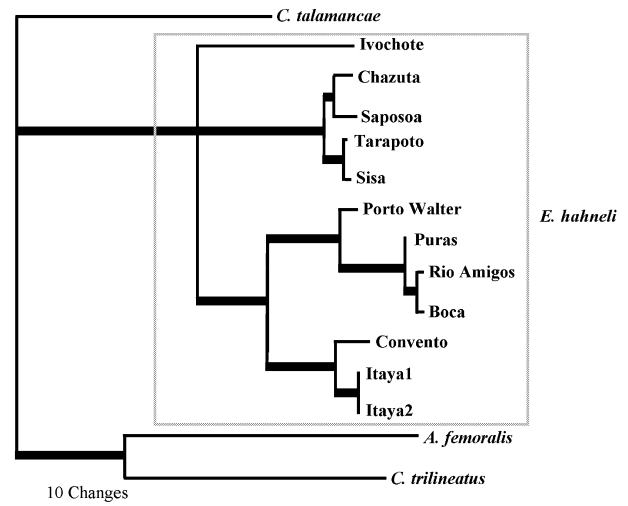 C. talamancae
Ivochote
Chazuta
Saposoa
Tarapoto
Sisa
Porto Walter
E. hahneli
Puras
Rio Amigos
Boca
Convento
Itaya1
Itaya2
A. femoralis
C. trilineatus
10 Changes